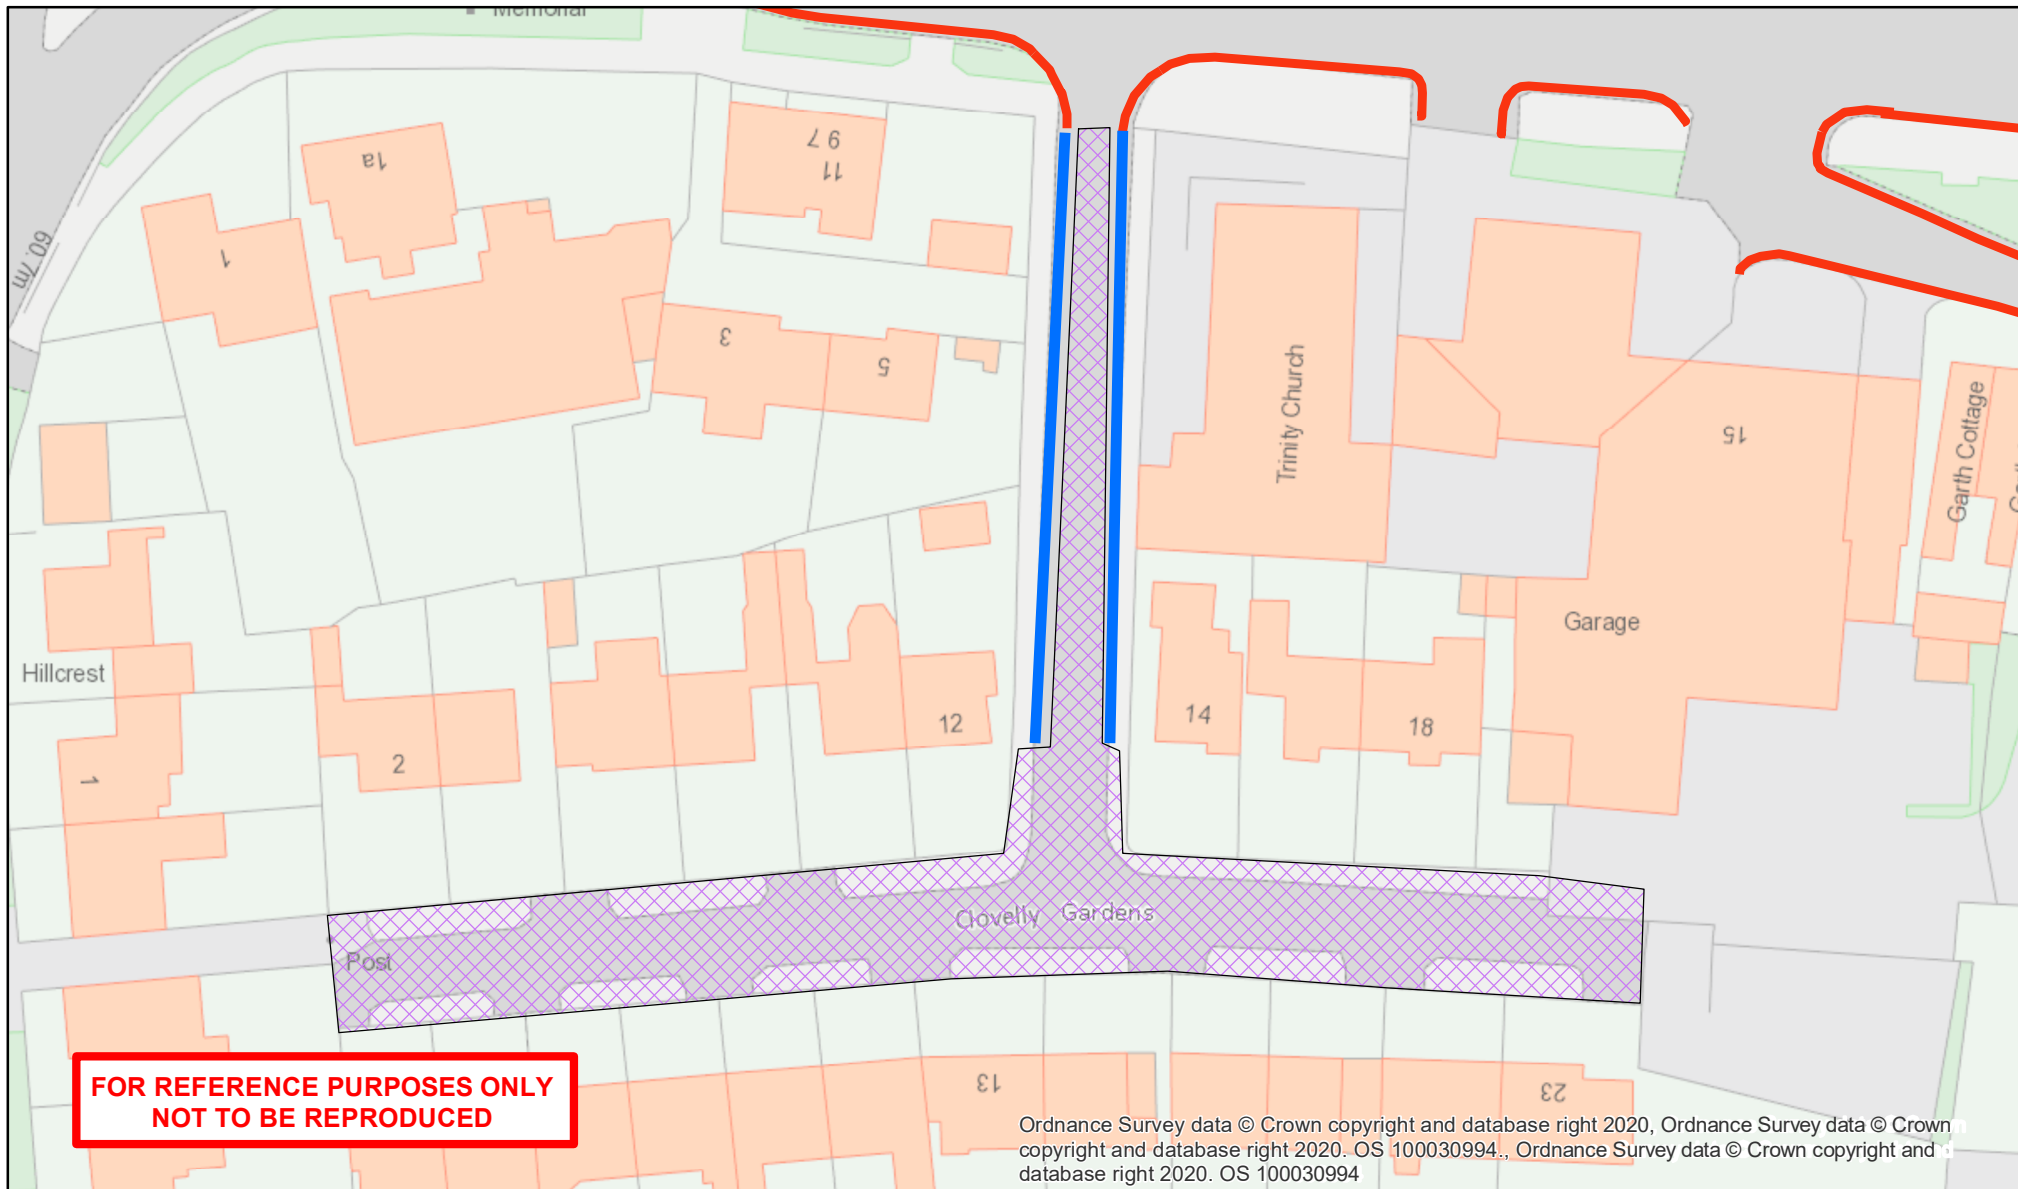 Memorial
9 7
11
1a
1
60.7m
3
5
Trinity Church
15
Garth Cottage
Garage
Hillcrest
14
18
12
2
1
Clovelly Gardens
Post
13
23
FOR REFERENCE PURPOSES ONLY
NOT TO BE REPRODUCED
Ordnance Survey data © Crown copyright and database right 2020, Ordnance Survey data © Crown
copyright and database right 2020. OS 100030994., Ordnance Survey data © Crown copyright and
database right 2020. OS 100030994